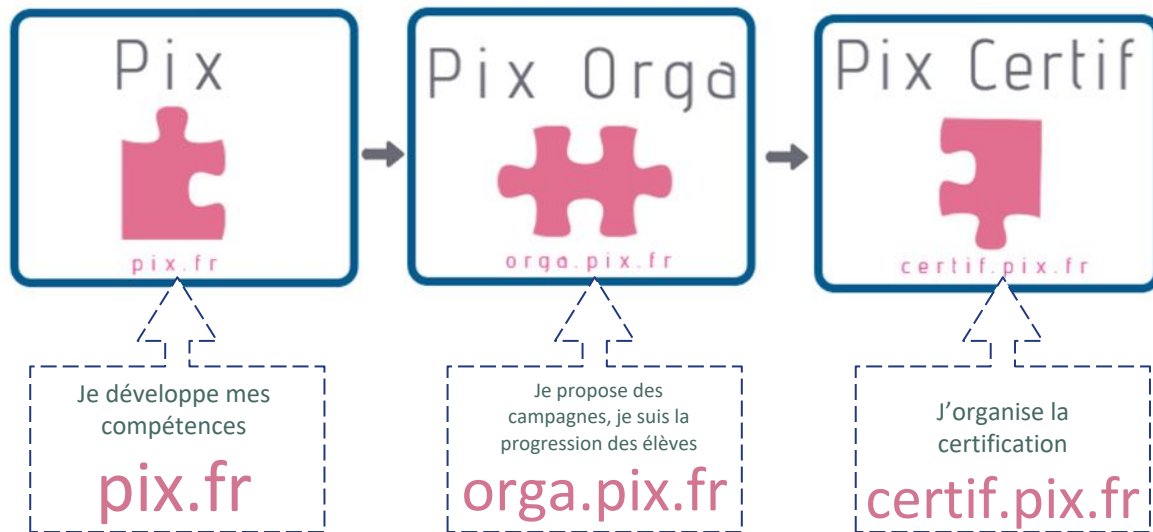 Pix
pix.fr
Pix Orga
orga.pix.fr
Pix Certif
certif.pix.fr
Je développe mes
compétences
pix.fr
Je propose des
campagnes, je suis la
progression des élèves
orga.pix.fr
J’organise la
certification
certif.pix.fr